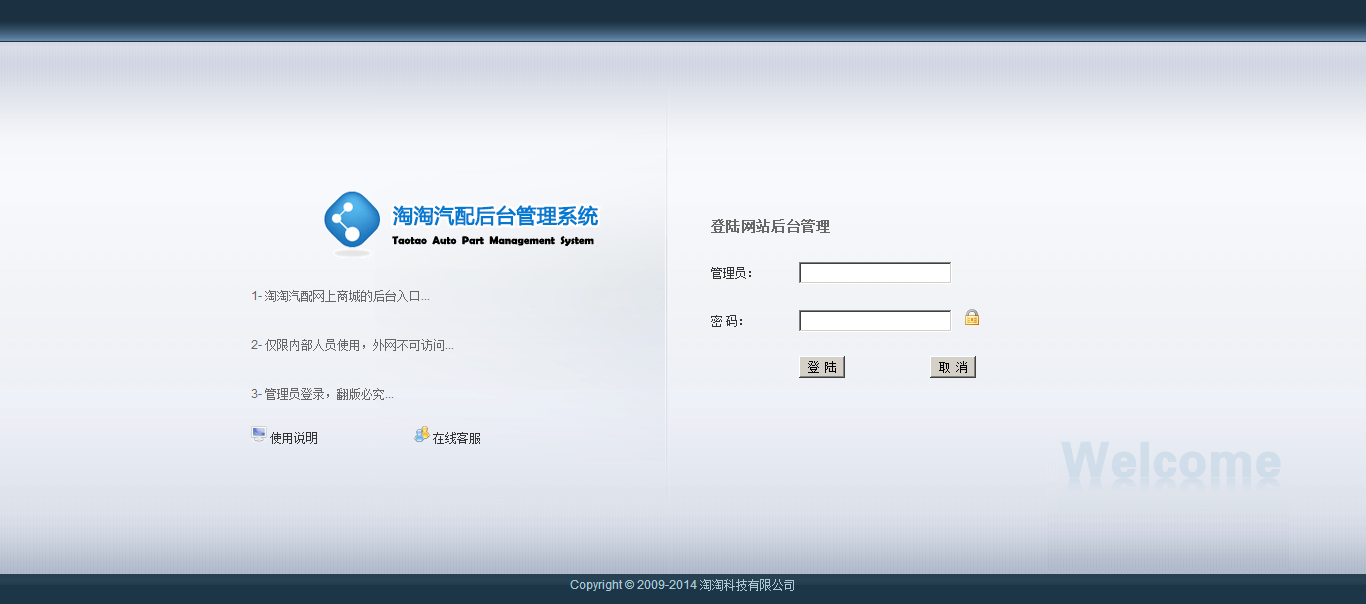 淘淘汽配后台管理系统
Taotao Auto Part Management System
1- 淘淘汽配网上商城的后台入口...
2- 仅限内部人员使用，外网不可访问...
3- 管理员登录，翻版必究...
使用说明
在线客服
登陆网站后台管理
管理员：
密 码：
登 陆
取 消
Welcome
Copyright © 2009-2014 淘淘科技有限公司